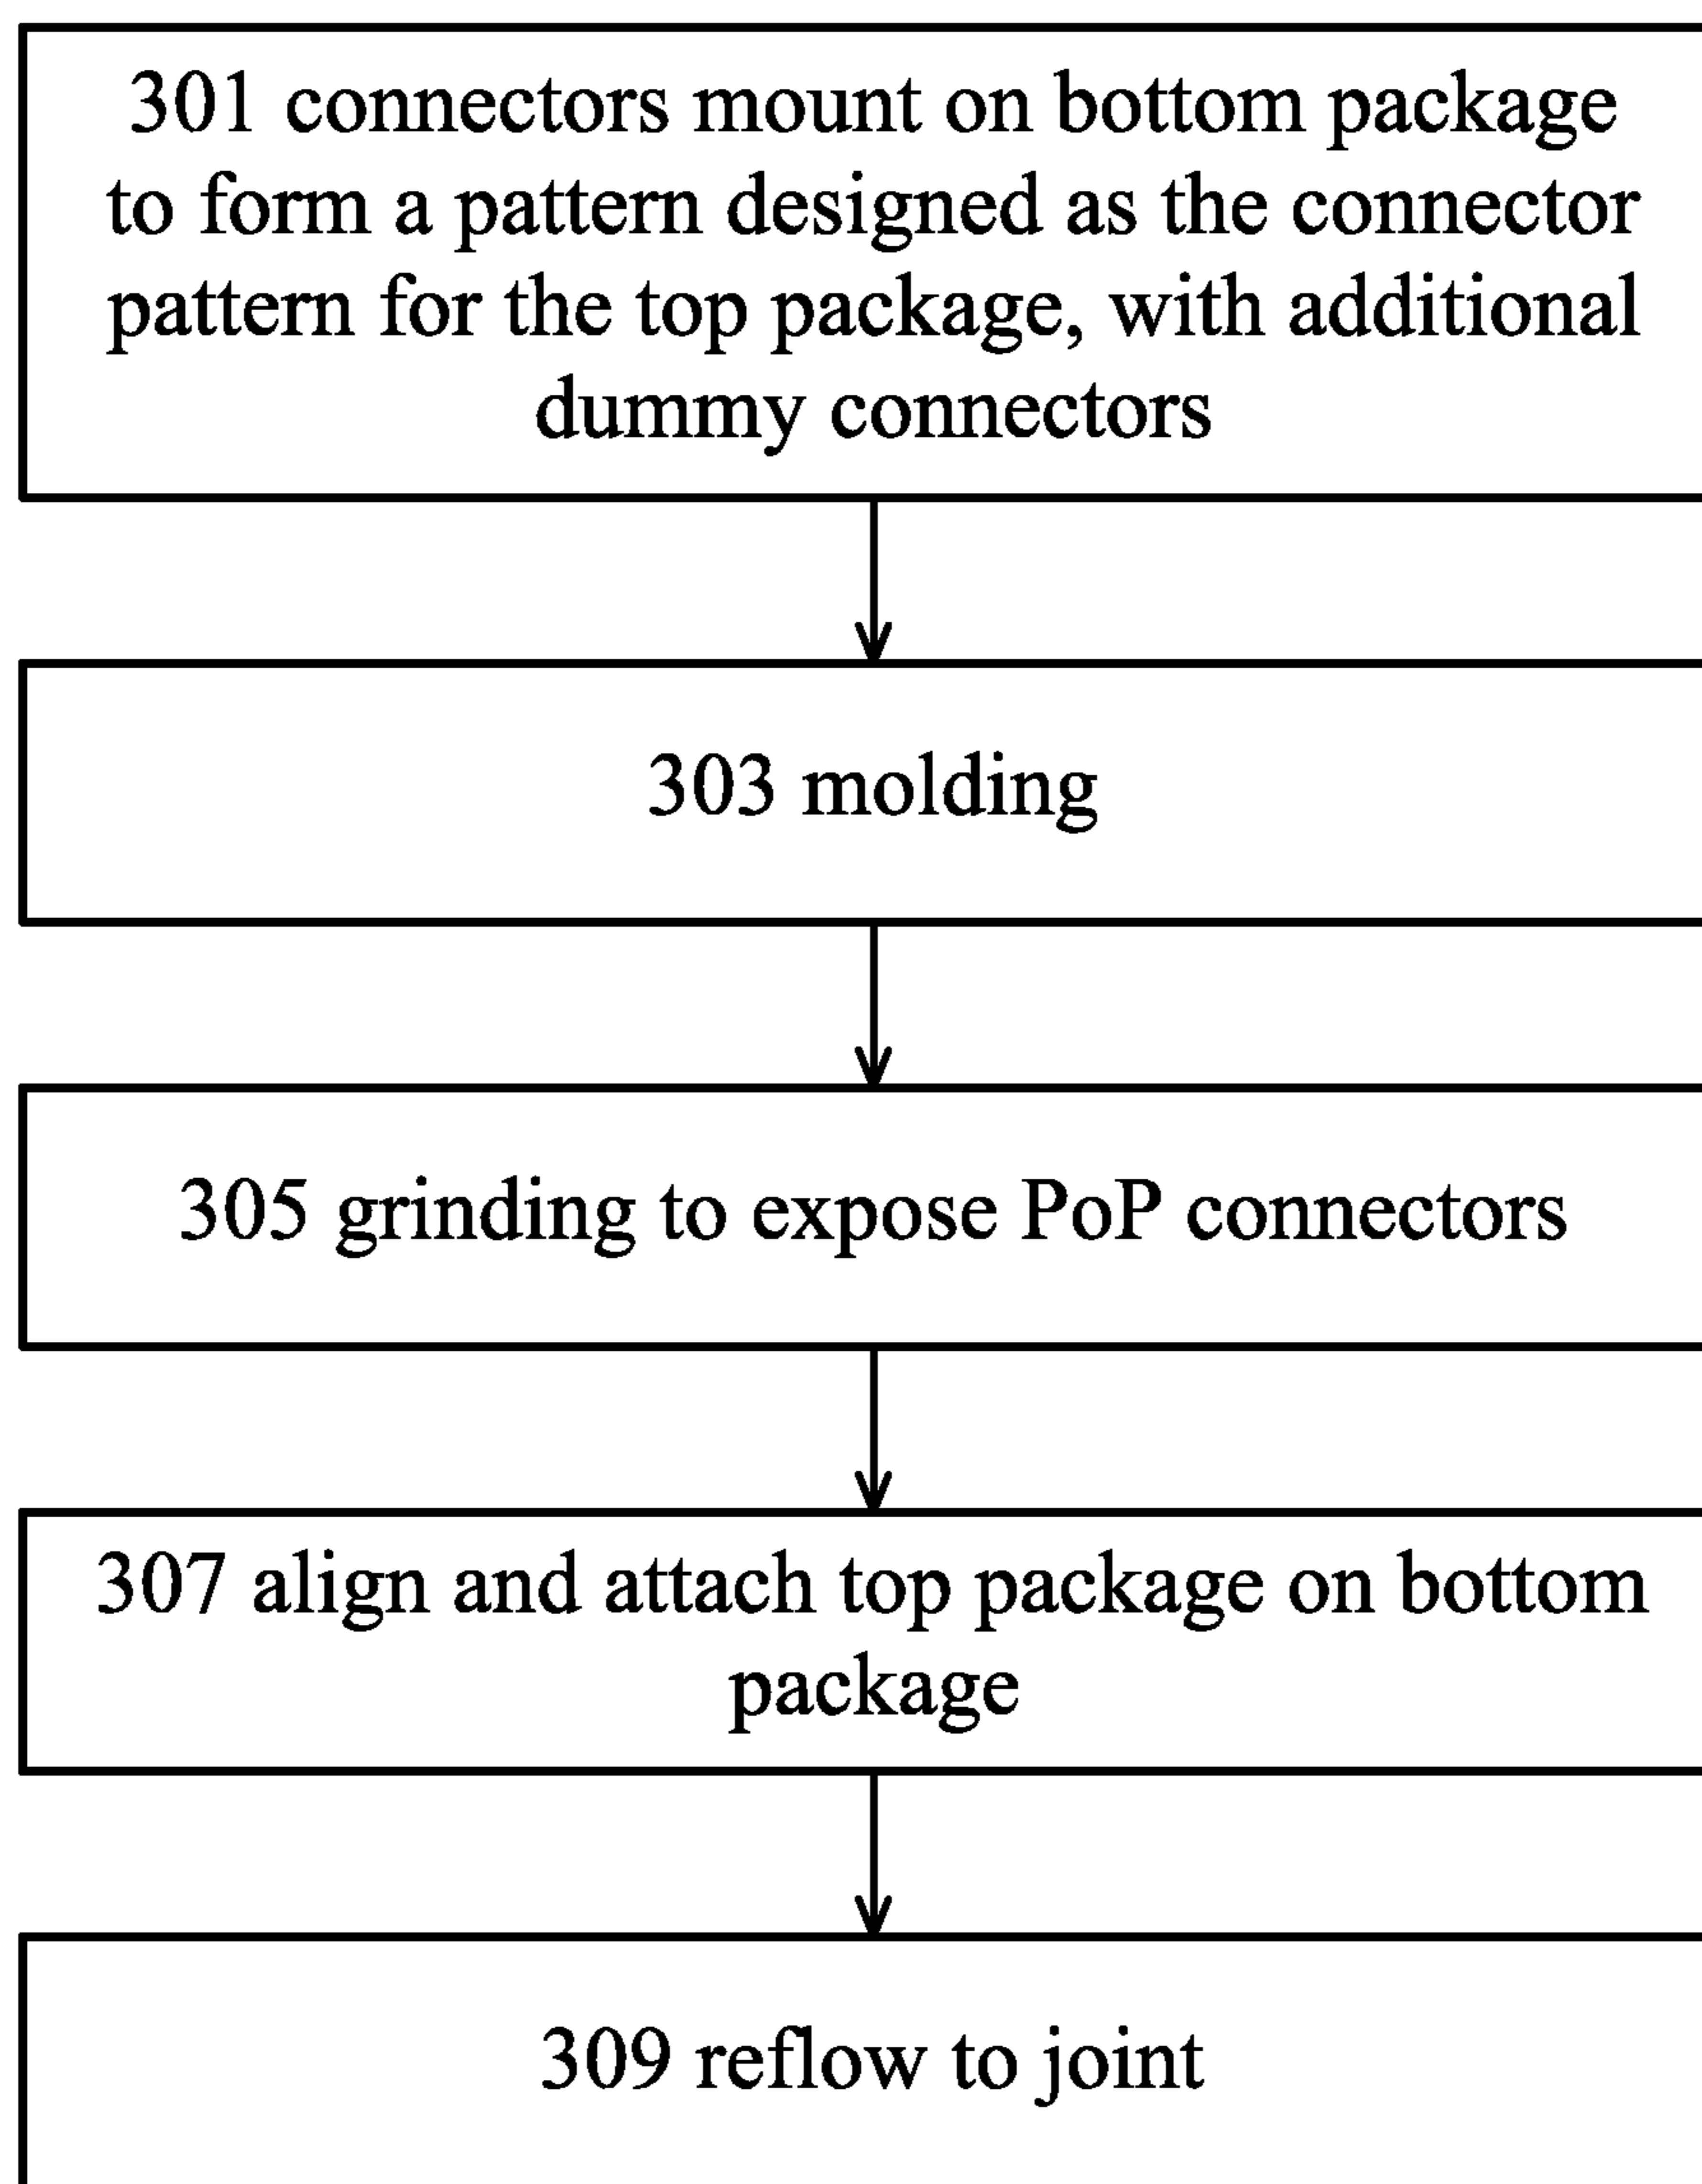 301 connectors mount on bottom package
to form a pattern designed as the connector
pattern for the top package, with additional
dummy connectors
303 molding
305 grinding to expose PoP connectors
307 align and attach top package on bottom
package
309 reflow to joint